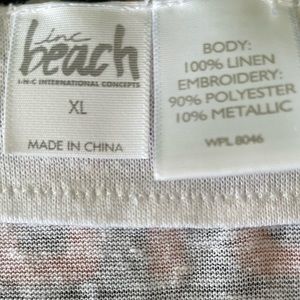 inc
beach
I·N·C INTERNATIONAL CONCEPTS
XL
MADE IN CHINA
BODY:
100% LINEN
EMBROIDERY:
90% POLYESTER
10% METALLIC
WPL 8046